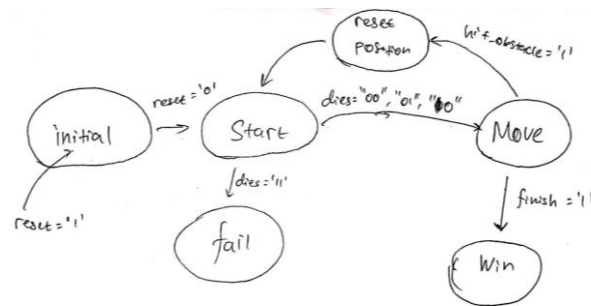 reset
position
hit_obstacle='1'
reset='0'
dies="00", "01", "10"
initial
Start
Move
reset='1'
dies='11'
finish='1'
fail
Win